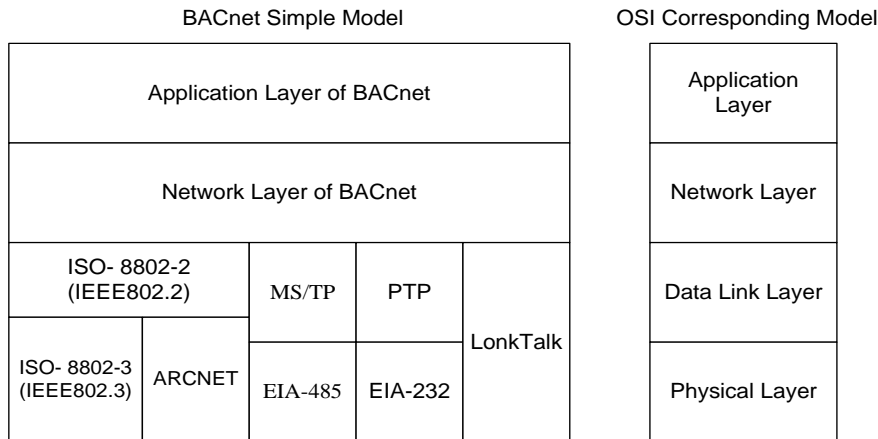 BACnet Simple Model
OSI Corresponding Model
Application Layer of BACnet
Application
Layer
Network Layer of BACnet
Network Layer
ISO- 8802-2
(IEEE802.2)
MS/TP
PTP
LonkTalk
Data Link Layer
ISO- 8802-3
(IEEE802.3)
ARCNET
EIA-485
EIA-232
Physical Layer